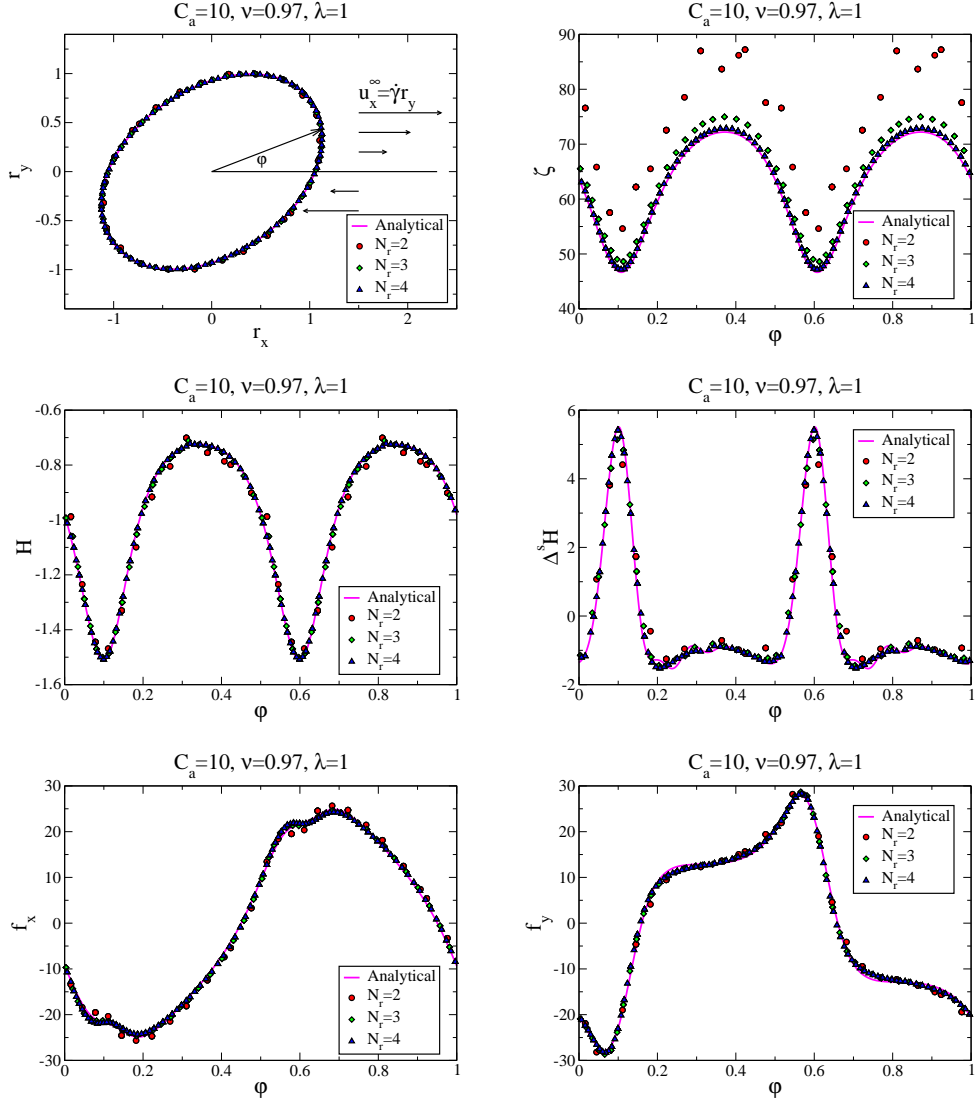 C_a=10, ν=0.97, λ=1
1
0.5
0
-0.5
-1
r_y
-1 0 1 2
r_x
u_x^∞=γ̇r_y
φ
Analytical
N_r=2
N_r=3
N_r=4
C_a=10, ν=0.97, λ=1
90
80
70
60
50
40
ζ
0 0.2 0.4 0.6 0.8 1
φ
Analytical
N_r=2
N_r=3
N_r=4
C_a=10, ν=0.97, λ=1
-0.6
-0.8
-1
-1.2
-1.4
-1.6
H
0 0.2 0.4 0.6 0.8 1
φ
Analytical
N_r=2
N_r=3
N_r=4
C_a=10, ν=0.97, λ=1
6
4
2
0
-2
Δ^sH
0 0.2 0.4 0.6 0.8 1
φ
Analytical
N_r=2
N_r=3
N_r=4
C_a=10, ν=0.97, λ=1
30
20
10
0
-10
-20
-30
f_x
0 0.2 0.4 0.6 0.8 1
φ
Analytical
N_r=2
N_r=3
N_r=4
C_a=10, ν=0.97, λ=1
30
20
10
0
-10
-20
-30
f_y
0 0.2 0.4 0.6 0.8 1
φ
Analytical
N_r=2
N_r=3
N_r=4